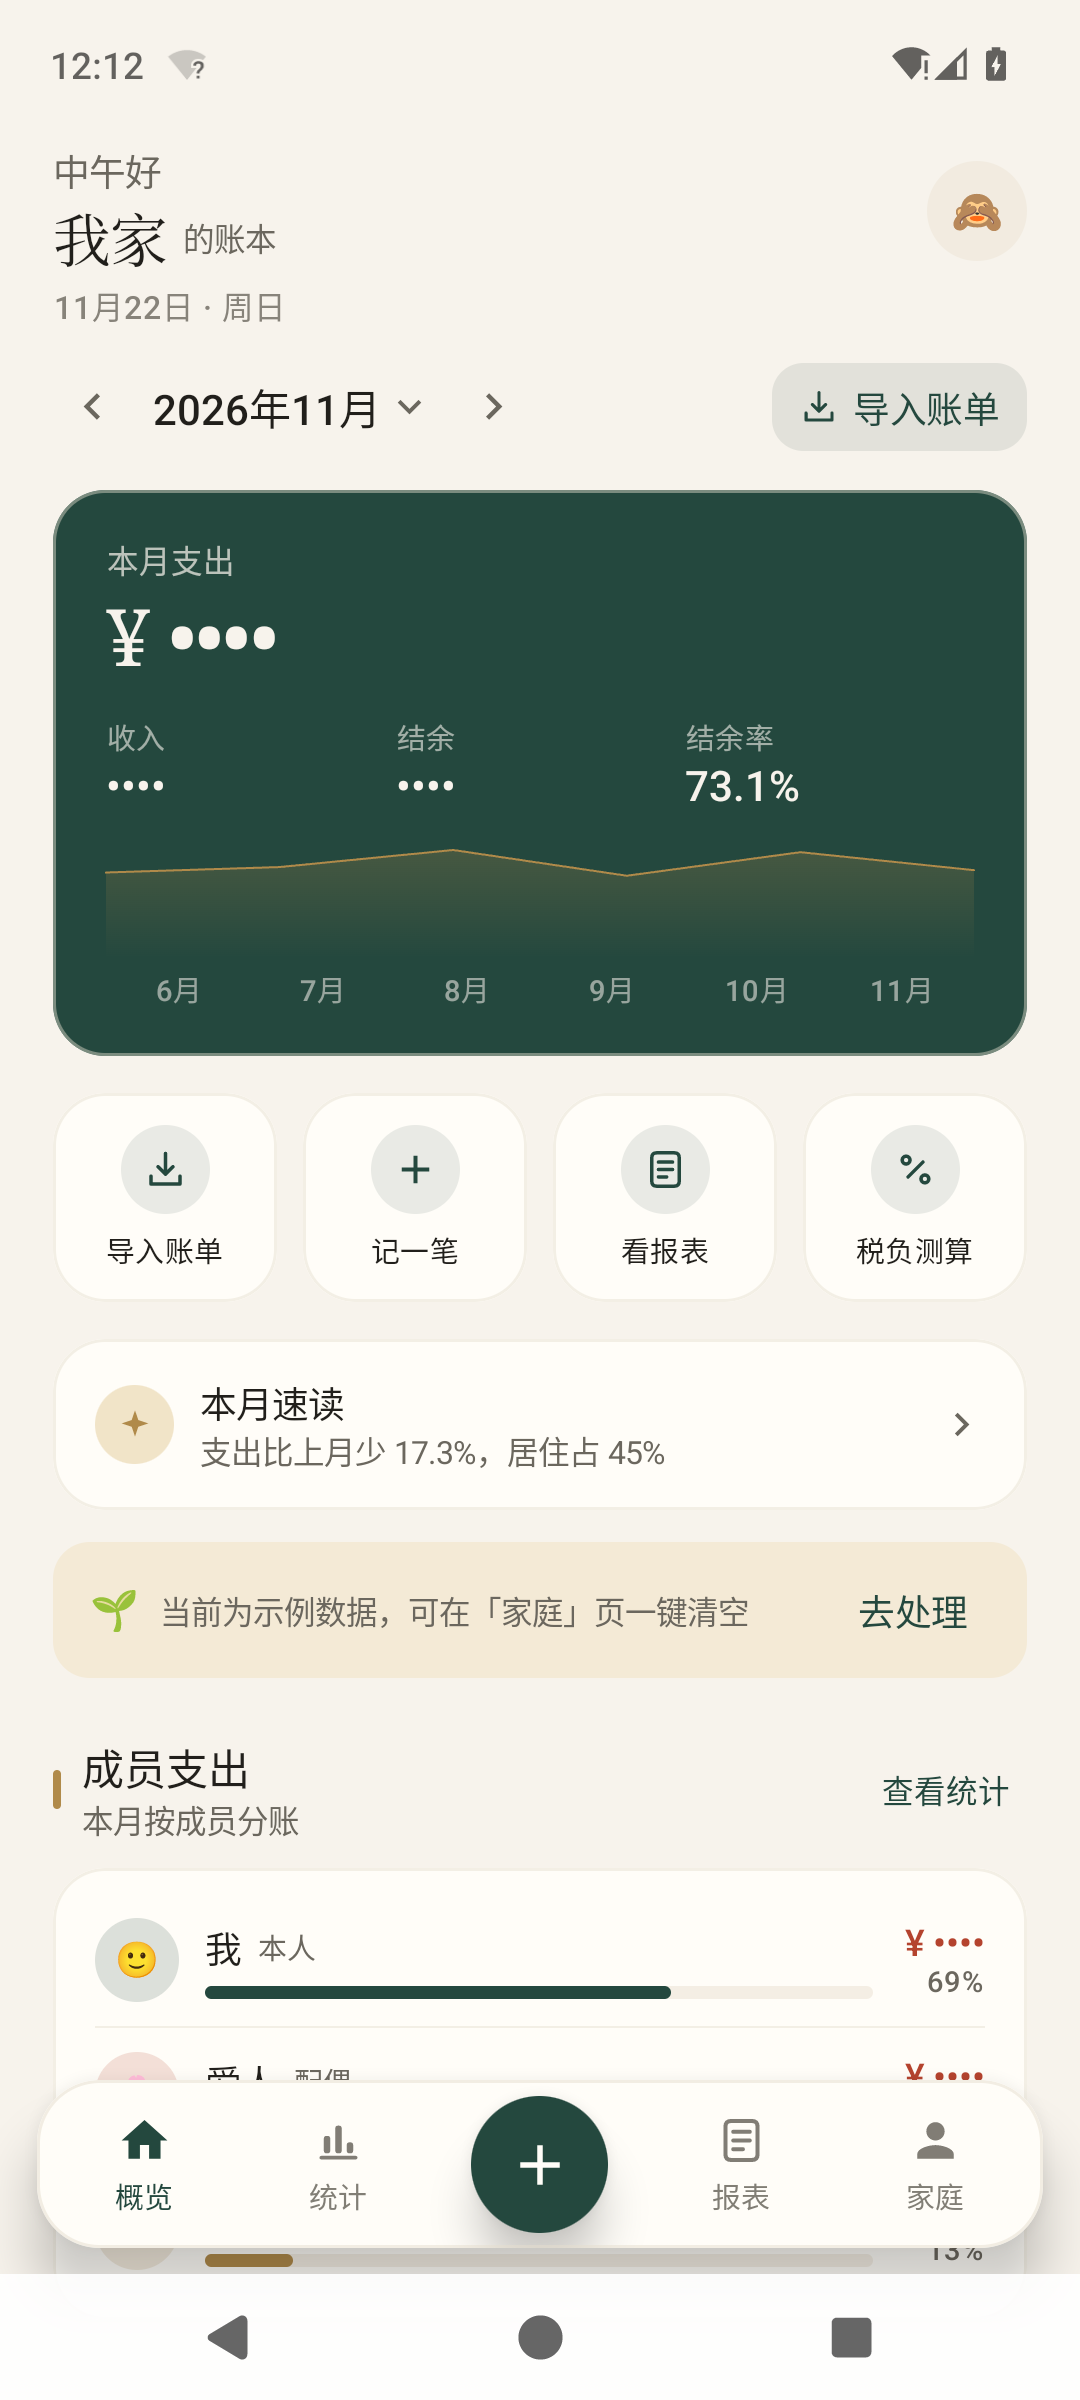 12:12
中午好
我家 的账本
11月22日 · 周日
2026年11月
导入账单
本月支出
¥ ••••
收入 结余 结余率
•••• •••• 73.1%
6月 7月 8月 9月 10月 11月
导入账单 记一笔 看报表 税负测算
本月速读
支出比上月少 17.3%，居住占 45%
当前为示例数据，可在「家庭」页一键清空 去处理
成员支出
本月按成员分账
查看统计
我 本人 ¥ ••••
69%
爱人 配偶 ¥ ••••
概览 统计 报表 家庭
13%